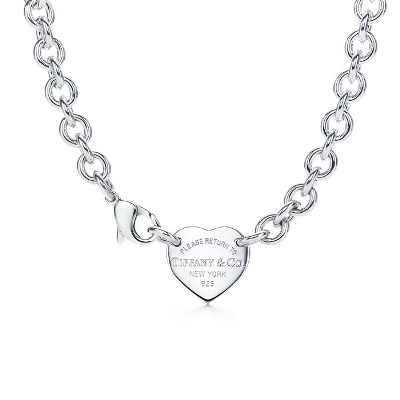 PLEASE RETURN TO
TIFFANY & CO.
NEW YORK
925